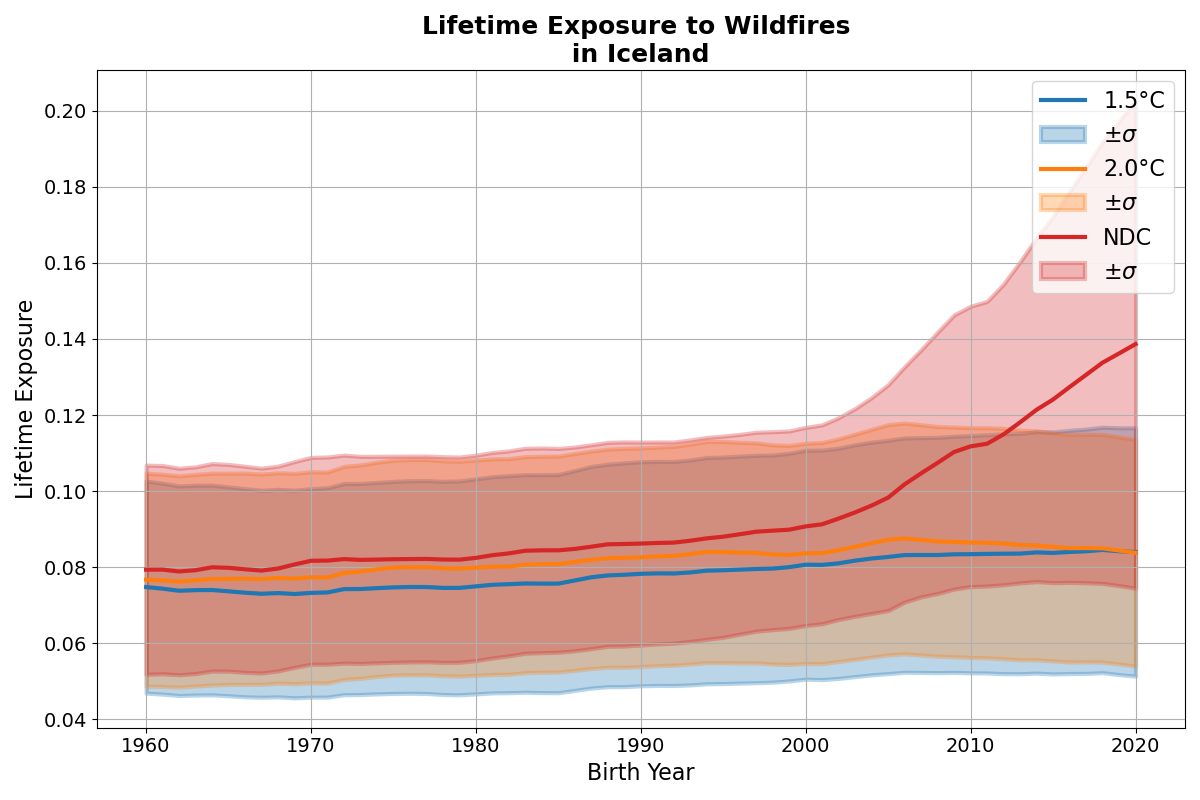 Lifetime Exposure to Wildfires
in Iceland
0.20
0.18
0.16
0.14
0.12
0.10
0.08
0.06
0.04
Lifetime Exposure
1960
1970
1980
1990
2000
2010
2020
Birth Year
1.5°C
±σ
2.0°C
±σ
NDC
±σ